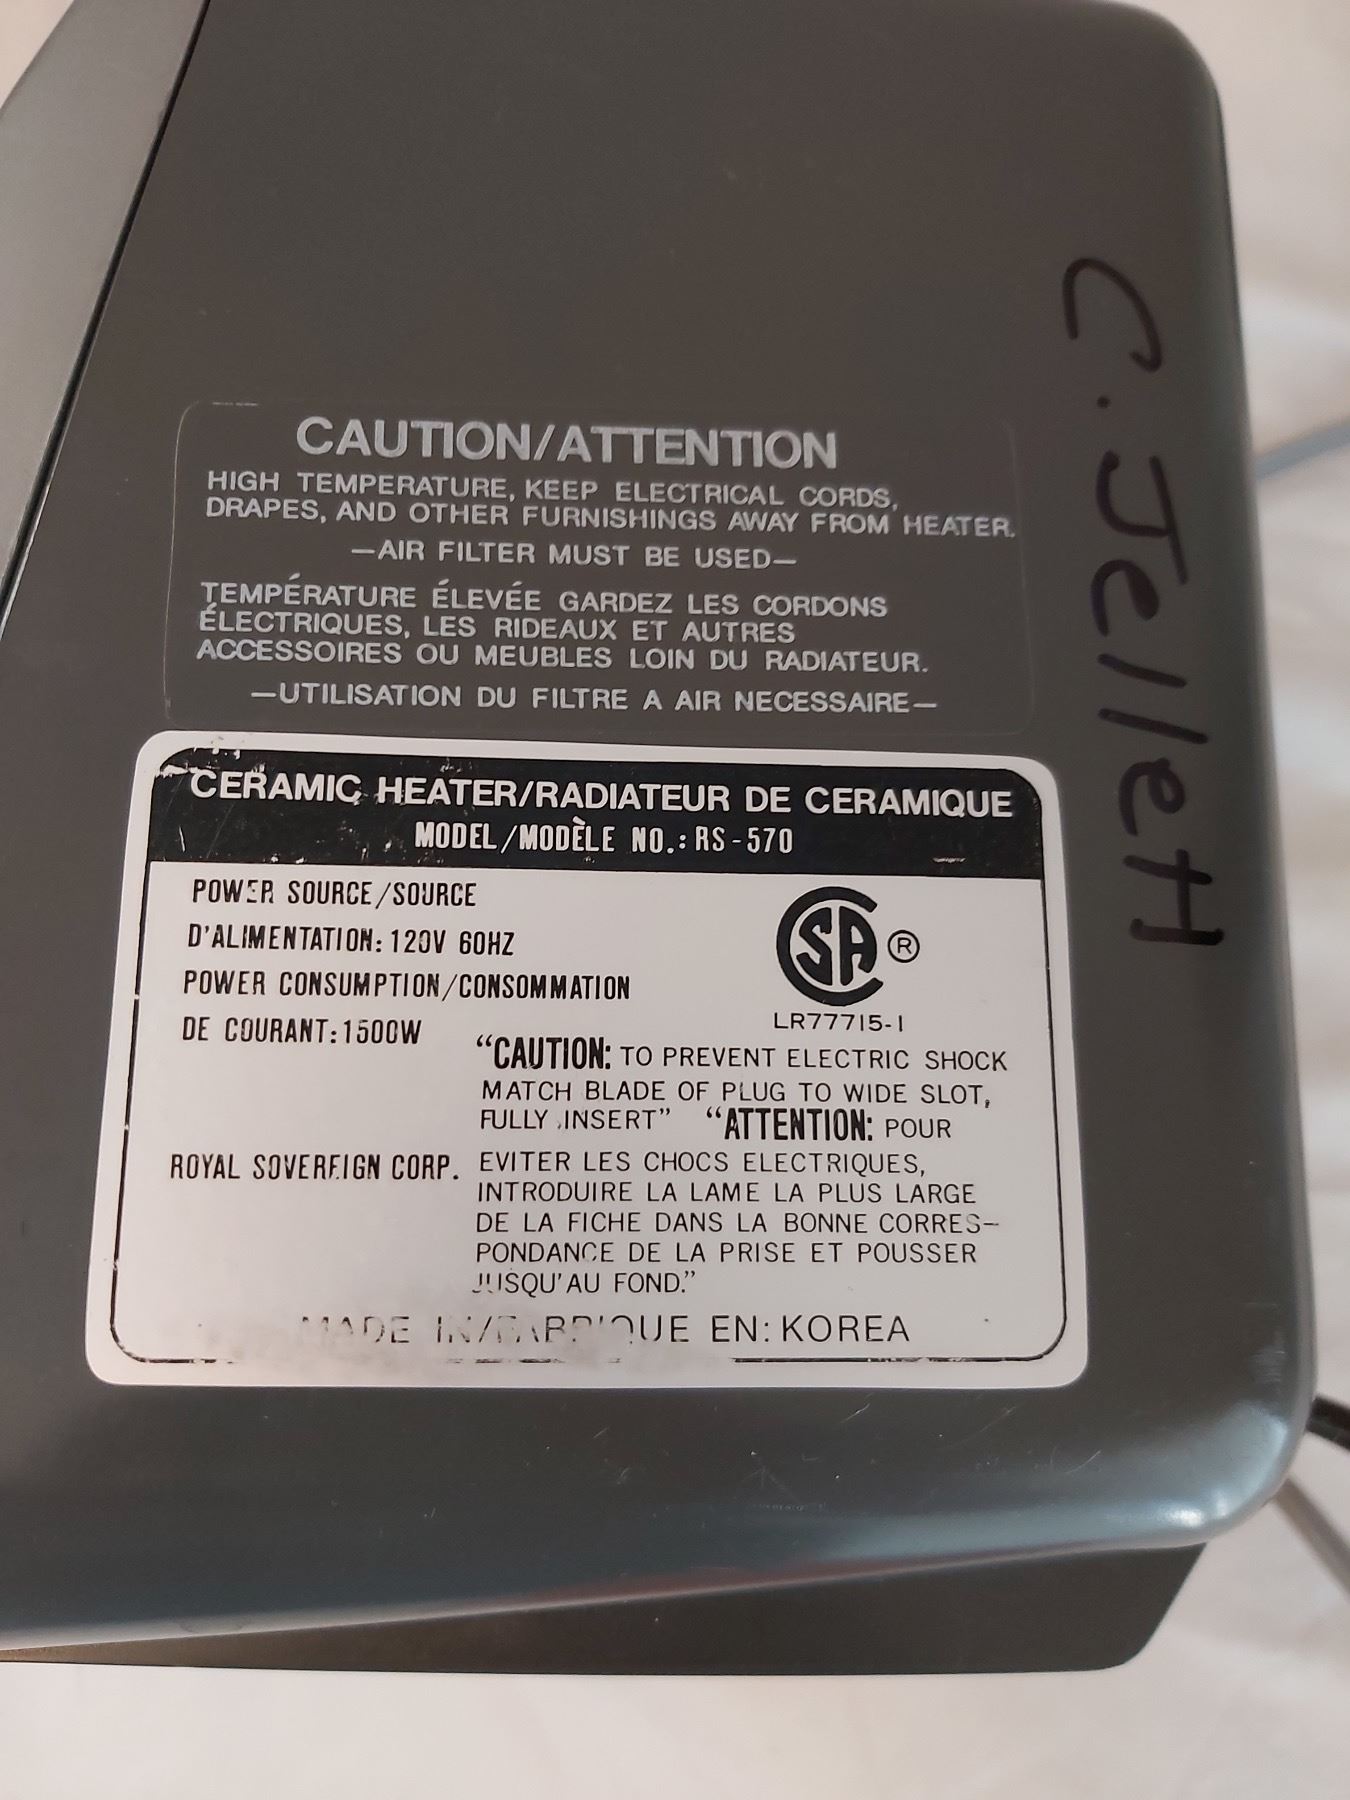 CAUTION/ATTENTION
HIGH TEMPERATURE, KEEP ELECTRICAL CORDS,
DRAPES, AND OTHER FURNISHINGS AWAY FROM HEATER.
—AIR FILTER MUST BE USED—
TEMPÉRATURE ÉLEVÉE GARDEZ LES CORDONS
ÉLECTRIQUES, LES RIDEAUX ET AUTRES
ACCESSOIRES OU MEUBLES LOIN DU RADIATEUR.
—UTILISATION DU FILTRE A AIR NECESSAIRE—
CERAMIC HEATER/RADIATEUR DE CERAMIQUE
MODEL/MODÈLE NO.: RS-570
POWER SOURCE/SOURCE
D'ALIMENTATION: 120V 60HZ
POWER CONSUMPTION/CONSOMMATION
DE COURANT: 1500W
SA ®
LR77715-1
"CAUTION: TO PREVENT ELECTRIC SHOCK
MATCH BLADE OF PLUG TO WIDE SLOT,
FULLY INSERT" "ATTENTION: POUR
EVITER LES CHOCS ELECTRIQUES,
INTRODUIRE LA LAME LA PLUS LARGE
DE LA FICHE DANS LA BONNE CORRES-
PONDANCE DE LA PRISE ET POUSSER
JUSQU'AU FOND."
ROYAL SOVEREIGN CORP.
MADE IN/FABRIQUE EN: KOREA
C. Jellett